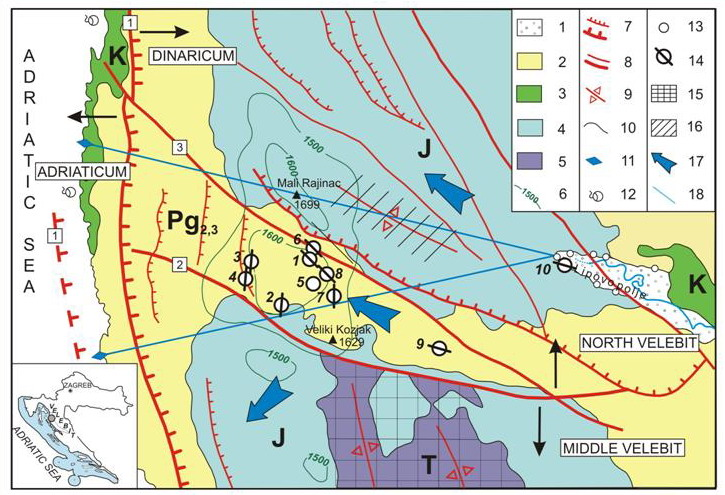 1
K
DINARICUM
ADRIATIC SEA
ADRIATICUM
3
1500
1600
Mali Rajinac
1699
J
1
Pg2,3
2
1600
3
4
6
1
5
8
7
2
9
10
Lipovopolje
K
Veliki Kozjak
1629
1500
J
1500
T
NORTH VELEBIT
MIDDLE VELEBIT
ZAGREB
VELEBIT
ADRIATIC SEA
1
7
13
2
8
14
3
9
15
4
10
16
5
11
17
1500
6
12
18